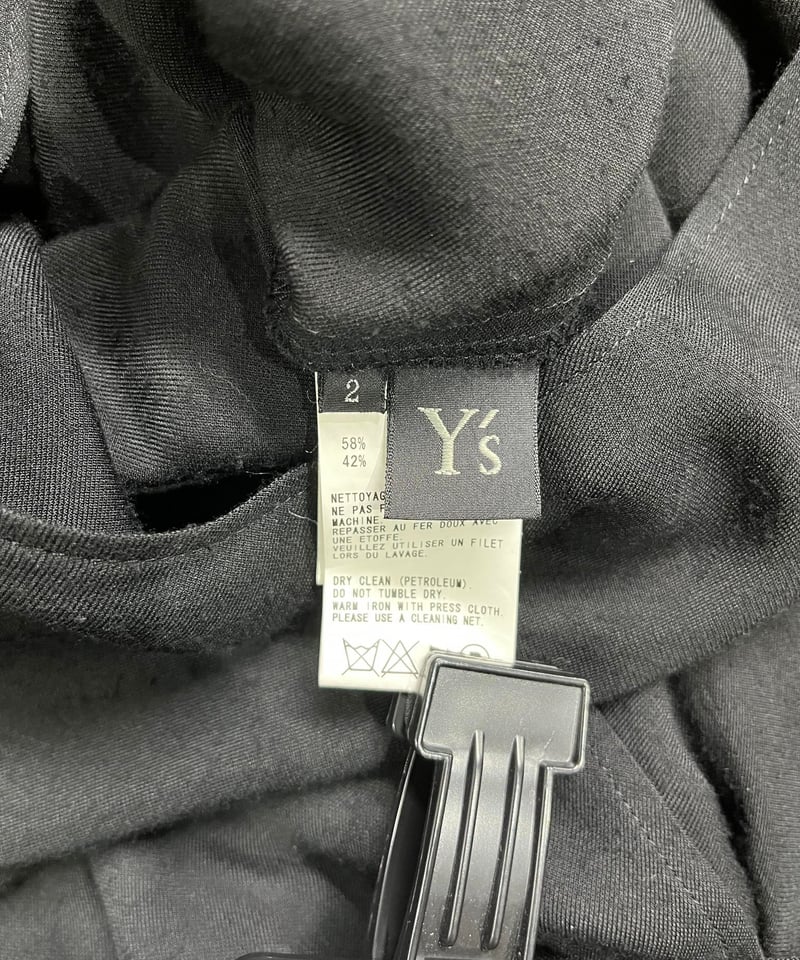 2
Y's
58%
42%
NETTOYAG
NE PAS
MACHINE.
REPASSER AU FER DOUX AVEC
UNE ETOFFE.
VEUILLEZ UTILISER UN FILET
LORS DU LAVAGE.
DRY CLEAN (PETROLEUM).
DO NOT TUMBLE DRY.
WARM IRON WITH PRESS CLOTH.
PLEASE USE A CLEANING NET.